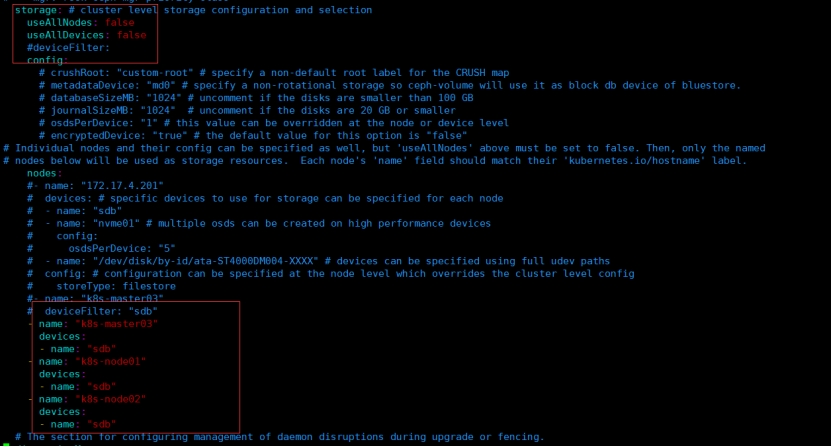 storage: # cluster level storage configuration and selection
useAllNodes: false
useAllDevices: false
#deviceFilter:
config:
# crushRoot: "custom-root" # specify a non-default root label for the CRUSH map
# metadataDevice: "md0" # specify a non-rotational storage so ceph-volume will use it as block db device of bluestore.
# databaseSizeMB: "1024" # uncomment if the disks are smaller than 100 GB
# journalSizeMB: "1024"  # uncomment if the disks are 20 GB or smaller
# osdsPerDevice: "1" # this value can be overridden at the node or device level
# encryptedDevice: "true" # the default value for this option is "false"
# Individual nodes and their config can be specified as well, but 'useAllNodes' above must be set to false. Then, only the named
# nodes below will be used as storage resources.  Each node's 'name' field should match their 'kubernetes.io/hostname' label.
nodes:
#- name: "172.17.4.201"
#  devices: # specific devices to use for storage can be specified for each node
#  - name: "sdb"
#  - name: "nvme01" # multiple osds can be created on high performance devices
#    config:
#      osdsPerDevice: "5"
#  - name: "/dev/disk/by-id/ata-ST4000DM004-XXXX" # devices can be specified using full udev paths
#  config: # configuration can be specified at the node level which overrides the cluster level config
#    storeType: filestore
#- name: "k8s-master03"
#  deviceFilter: "sdb"
- name: "k8s-master03"
devices:
- name: "sdb"
- name: "k8s-node01"
devices:
- name: "sdb"
- name: "k8s-node02"
devices:
- name: "sdb"
# The section for configuring management of daemon disruptions during upgrade or fencing.